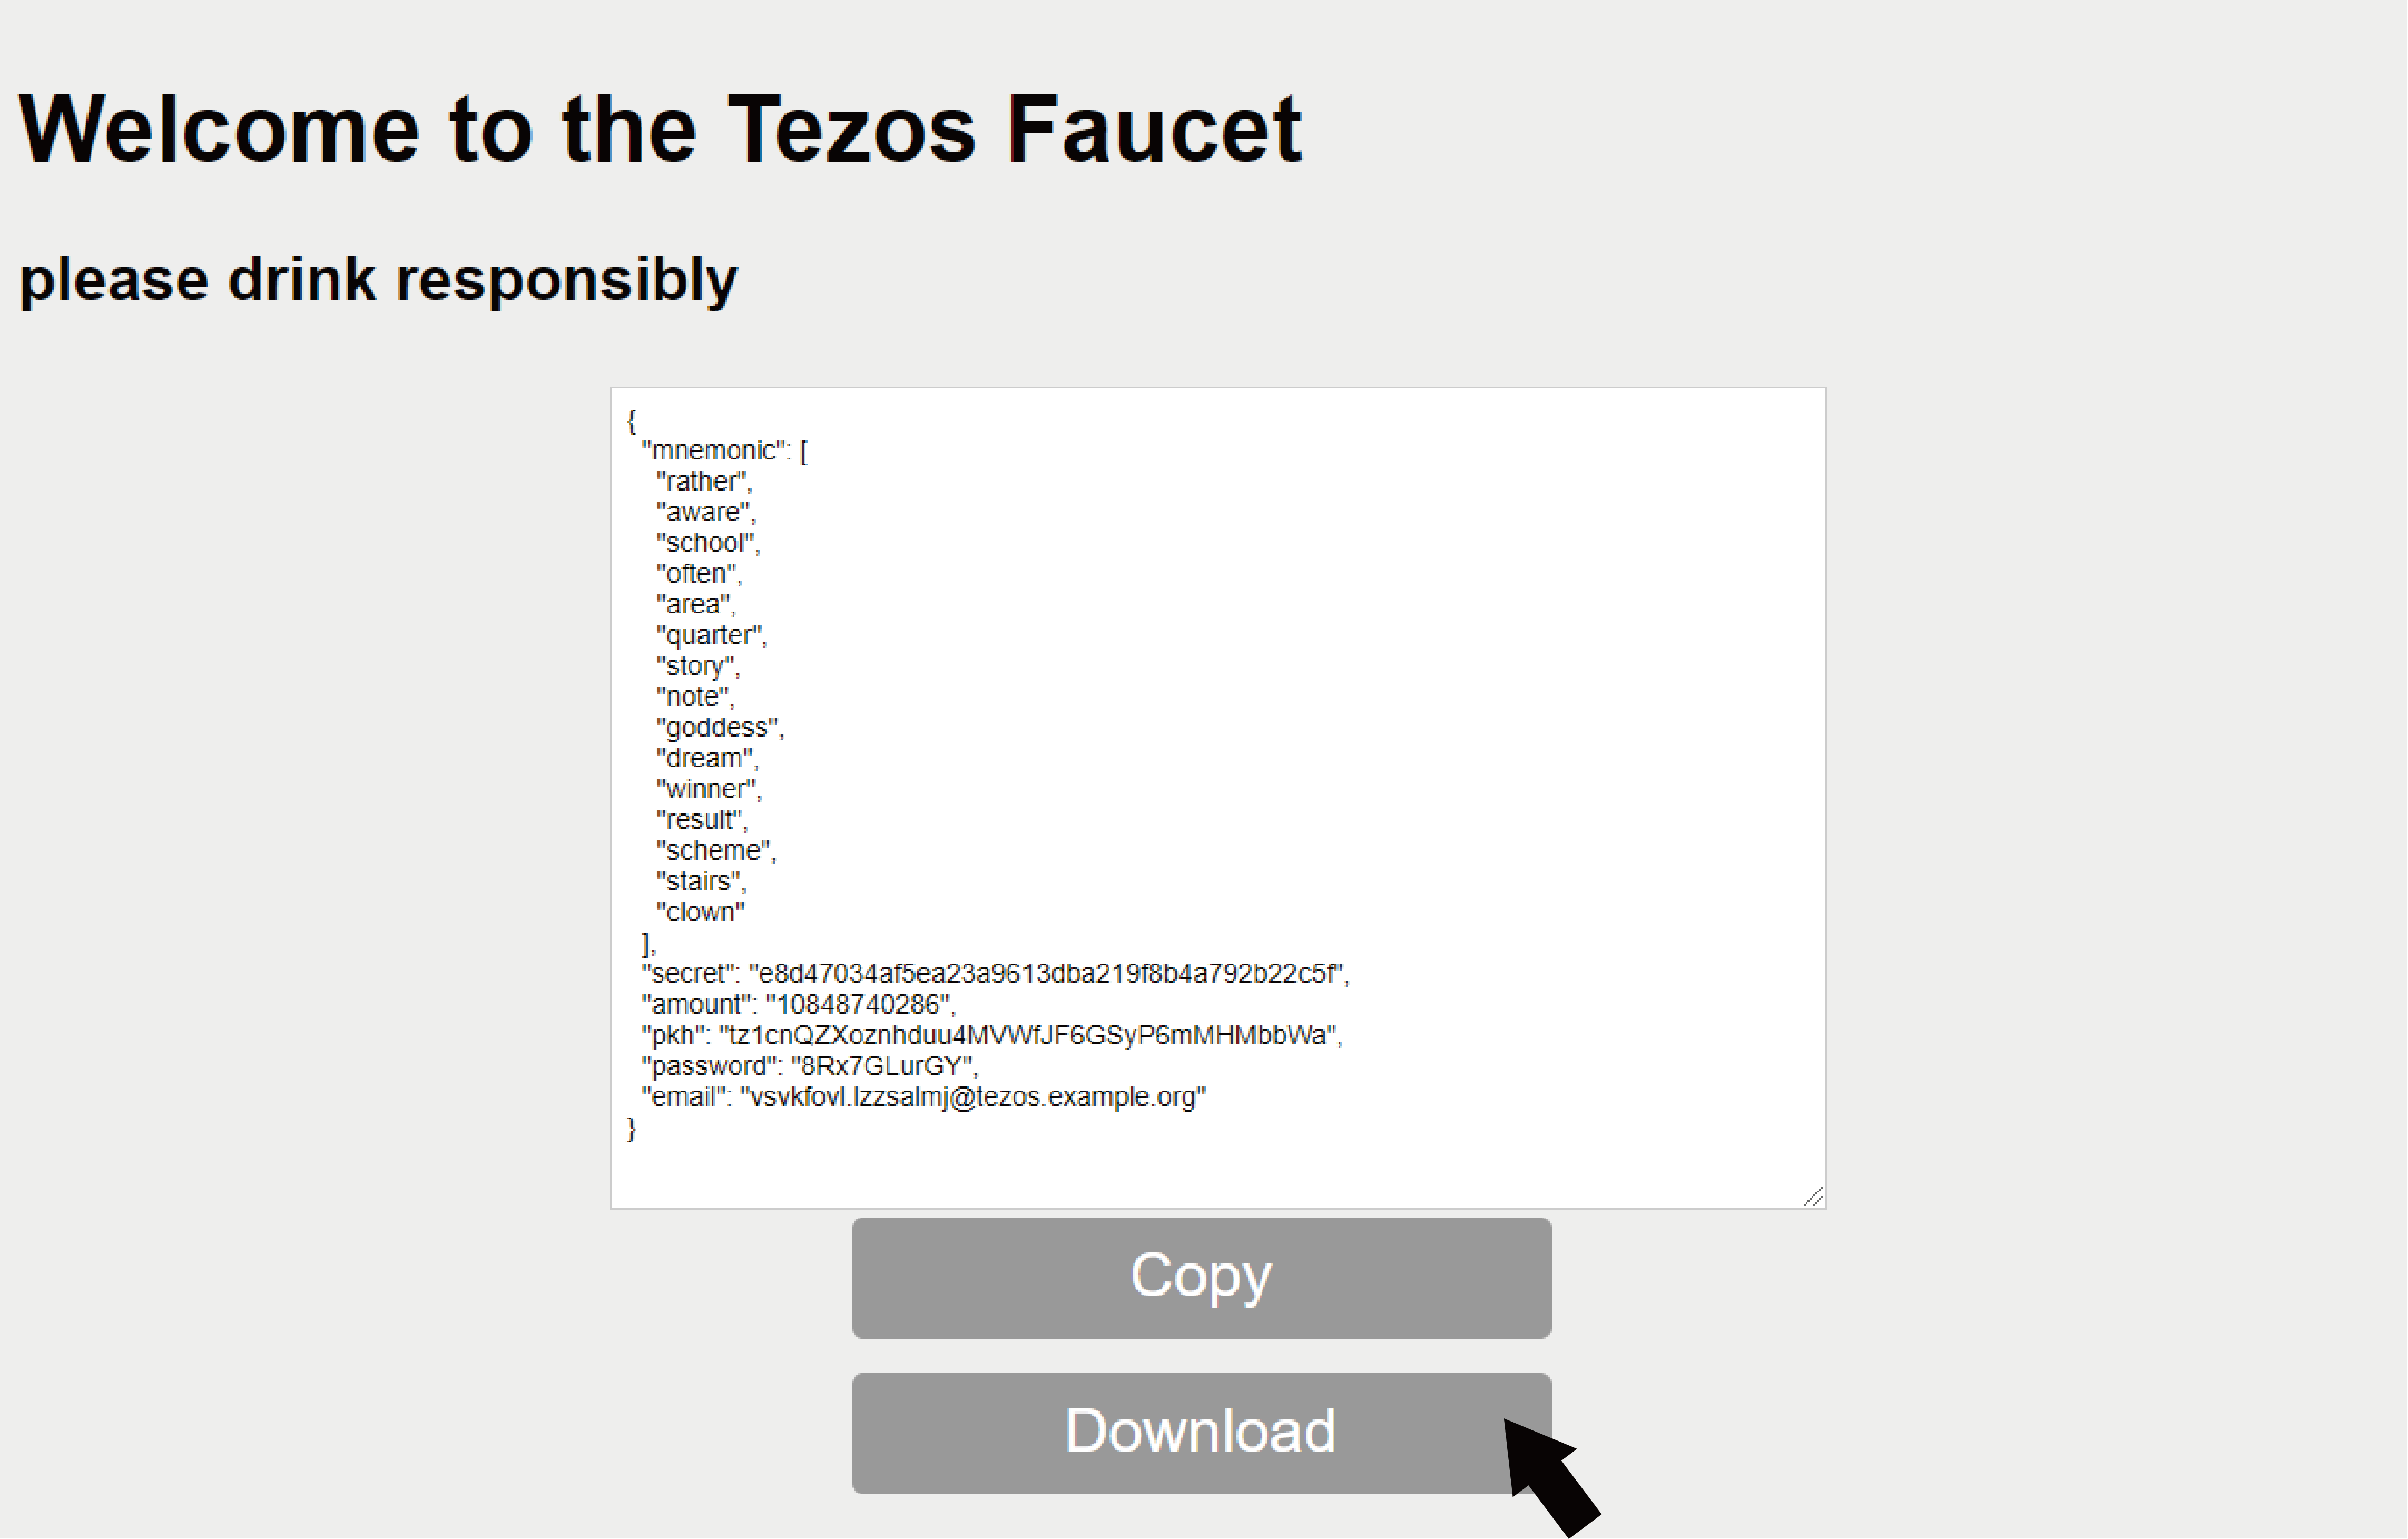 Welcome to the Tezos Faucet
please drink responsibly
{
"mnemonic": [
"rather",
"aware",
"school",
"often",
"area",
"quarter",
"story",
"note",
"goddess",
"dream",
"winner",
"result",
"scheme",
"stairs",
"clown"
],
"secret": "e8d47034af5ea23a9613dba219f8b4a792b22c5f",
"amount": "10848740286",
"pkh": "tz1cnQZXoznhduu4MVWfJF6GSyP6mMHMbbWa",
"password": "8Rx7GLurGY",
"email": "vsvkfovl.lzzsalmj@tezos.example.org"
}
Copy
Download